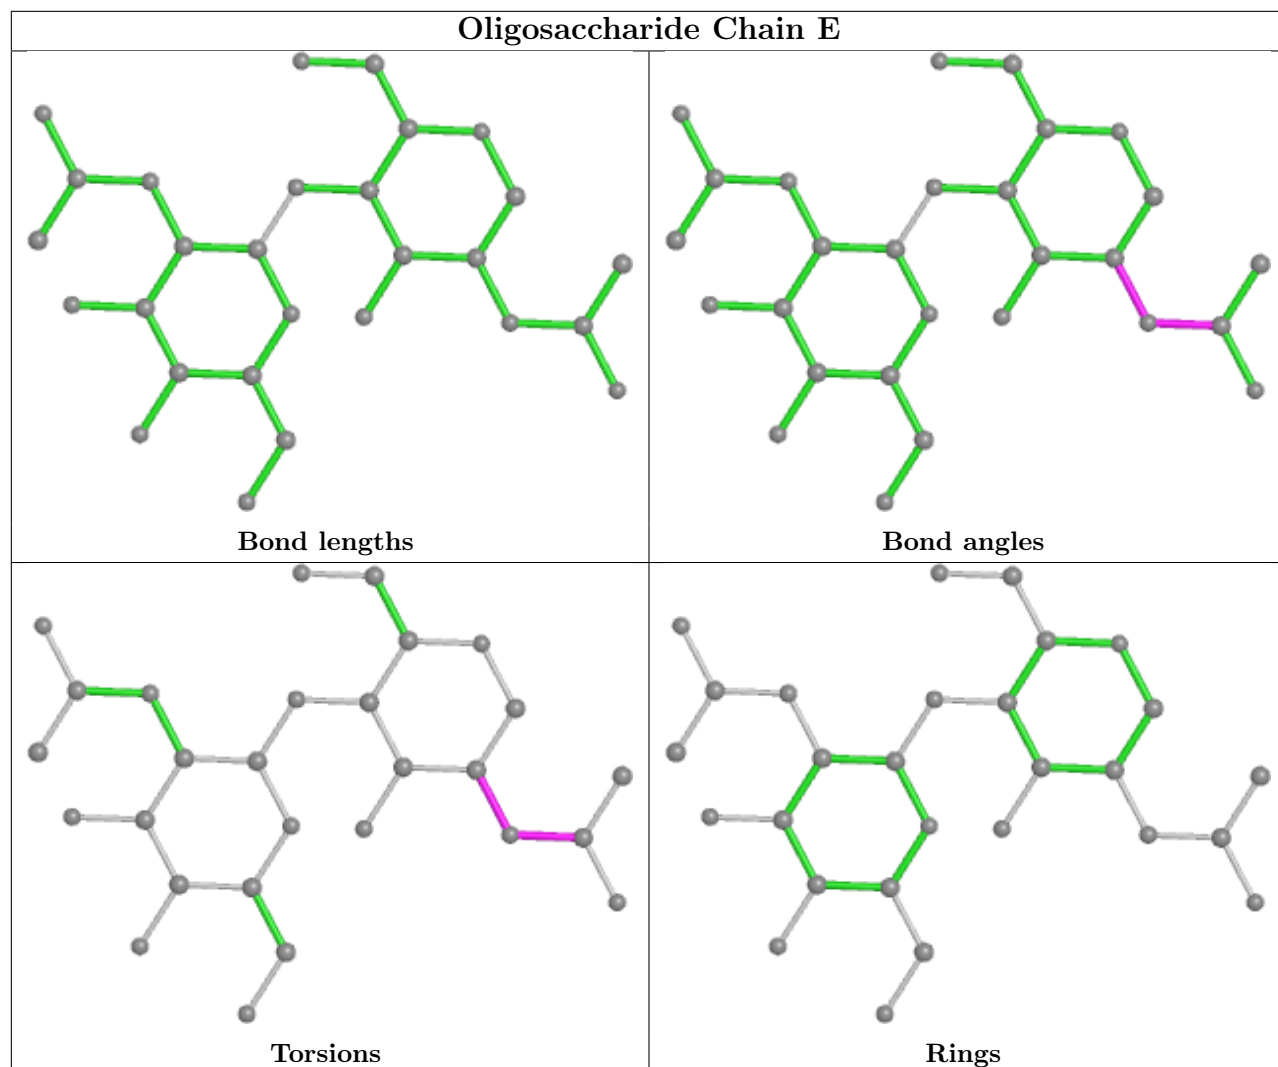 Oligosaccharide Chain E
Bond lengths
Bond angles
Torsions
Rings